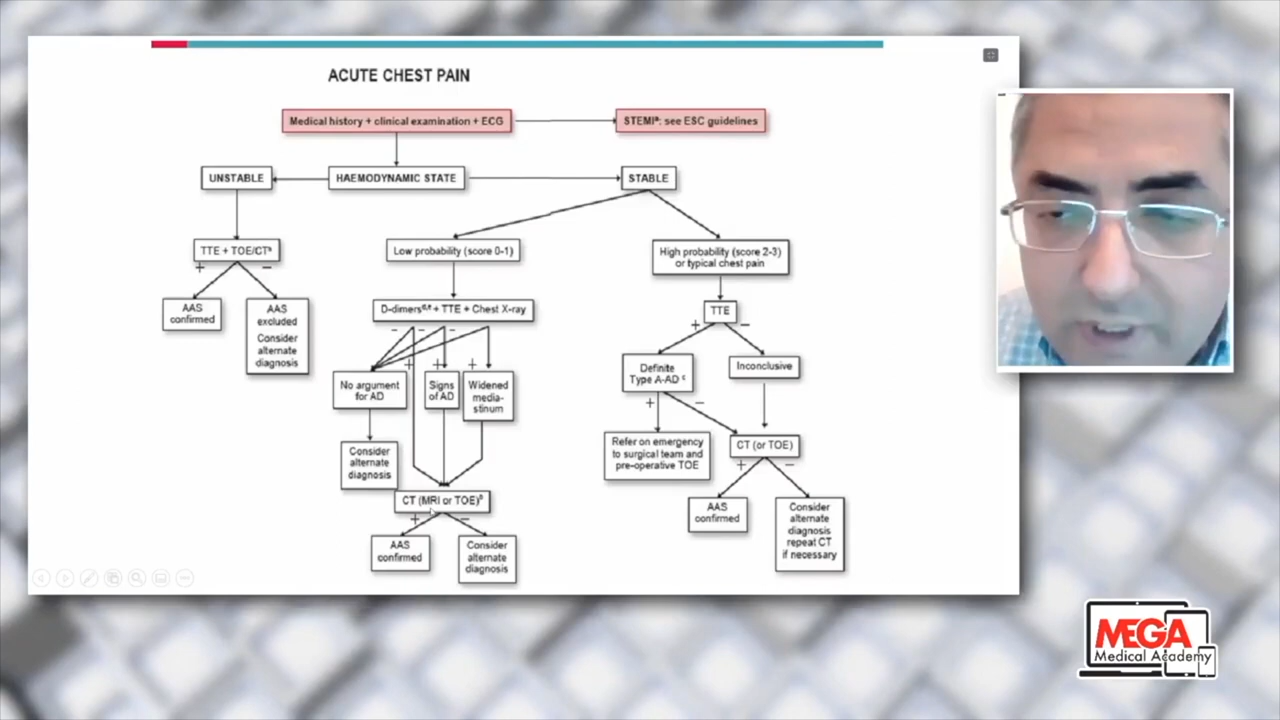 ACUTE CHEST PAIN
Medical history + clinical examination + ECG
STEMIª: see ESC guidelines
UNSTABLE
HAEMODYNAMIC STATE
STABLE
TTE + TOE/CTª
+
–
AAS
confirmed
AAS
excluded
Consider
alternate
diagnosis
Low probability (score 0-1)
D-dimersᵈ,ᵉ + TTE + Chest X-ray
-
-
-
+
+
+
No argument
for AD
Signs
of AD
Widened
media-
stinum
Consider
alternate
diagnosis
CT (MRI or TOE)ᵇ
+
–
AAS
confirmed
Consider
alternate
diagnosis
High probability (score 2-3)
or typical chest pain
TTE
+
–
Definite
Type A-AD ᶜ
Inconclusive
+
–
Refer on emergency
to surgical team and
pre-operative TOE
CT (or TOE)
+
–
AAS
confirmed
Consider
alternate
diagnosis
repeat CT
if necessary
MEGA
Medical Academy